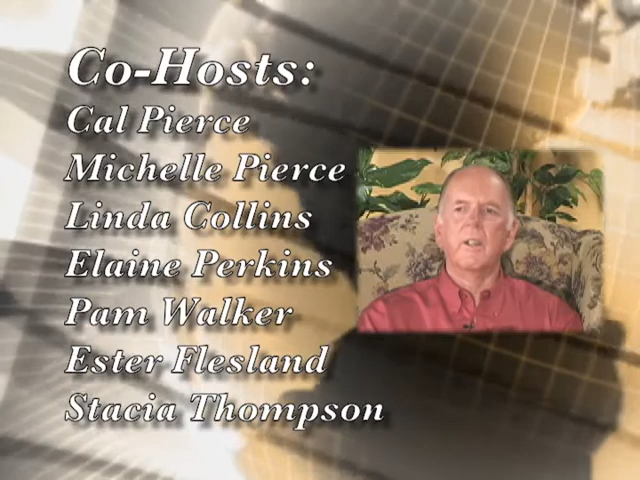 Co-Hosts:
Cal Pierce
Michelle Pierce
Linda Collins
Elaine Perkins
Pam Walker
Ester Flesland
Stacia Thompson